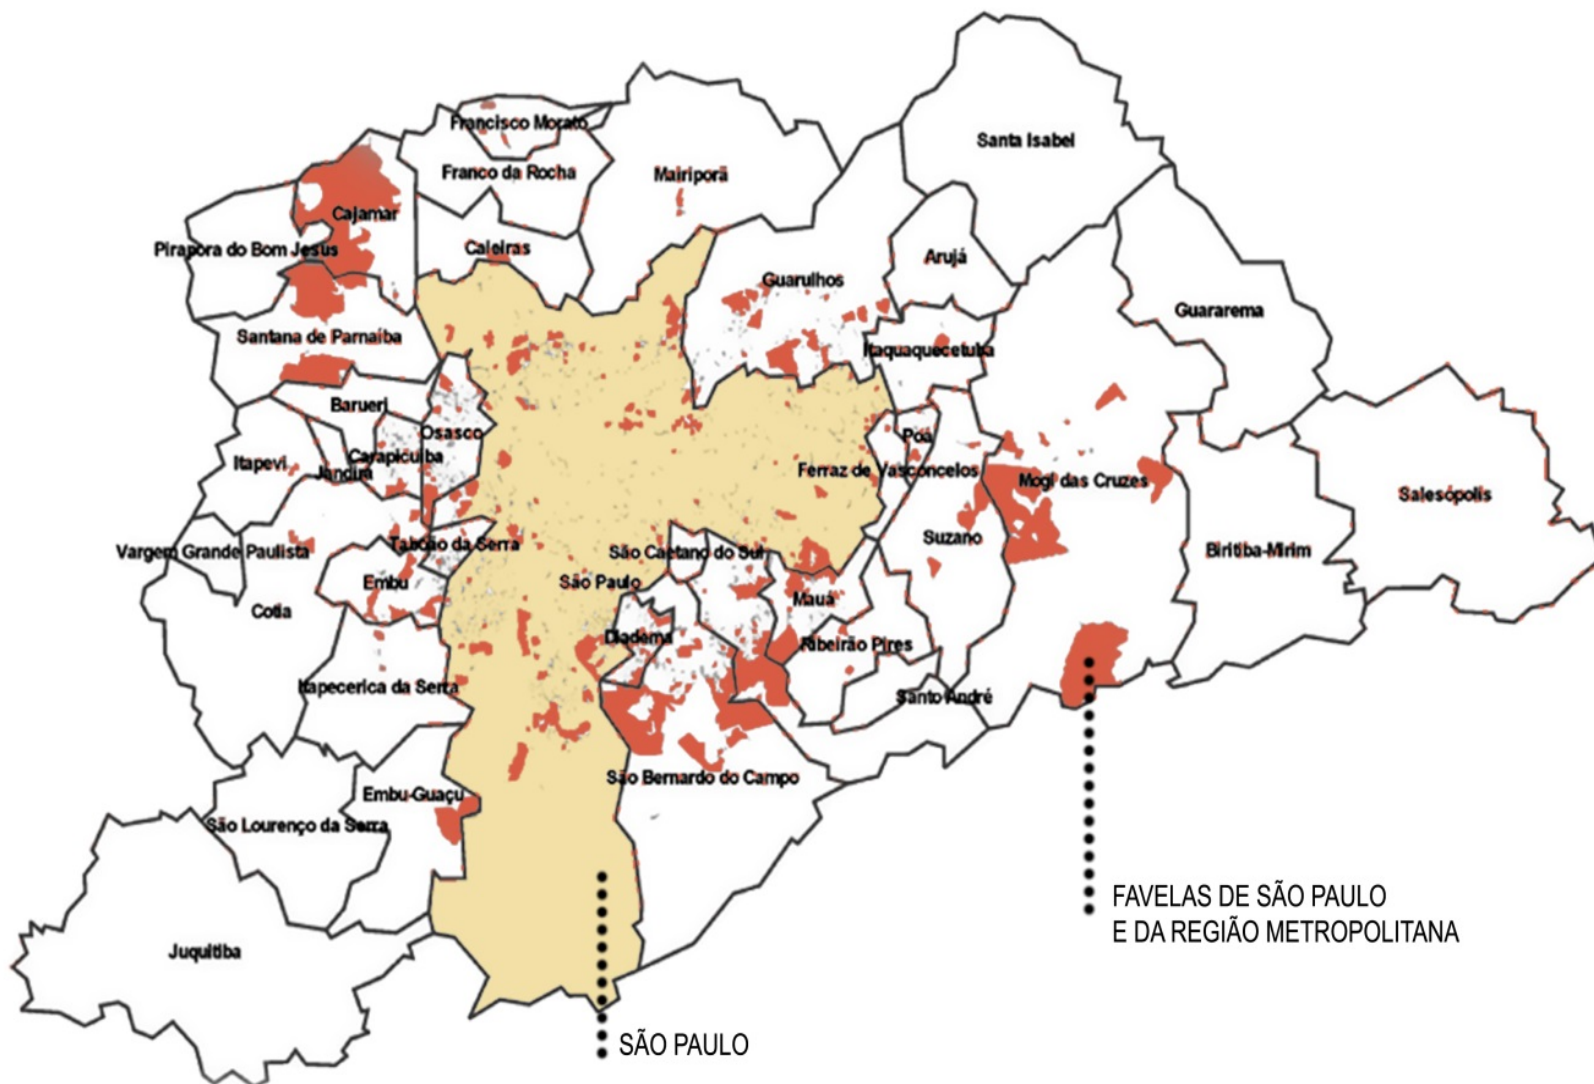 Francisco Morato
Santa Isabel
Franco da Rocha
Mairiporã
Cajamar
Pirapora do Bom Jesus
Caieiras
Arujá
Guarulhos
Guararema
Santana de Parnaíba
Itaquaquecetuba
Barueri
Osasco
Poá
Carapicuíba
Itapevi
Jandira
Ferraz de Vasconcelos
Mogi das Cruzes
Salesópolis
Suzano
Taboão da Serra
São Caetano do Sul
Vargem Grande Paulista
Biritiba-Mirim
Embu
São Paulo
Mauá
Cotia
Diadema
Ribeirão Pires
Itapecerica da Serra
Santo André
São Bernardo do Campo
Embu-Guaçu
São Lourenço da Serra
Juquitiba
FAVELAS DE SÃO PAULO
E DA REGIÃO METROPOLITANA
SÃO PAULO